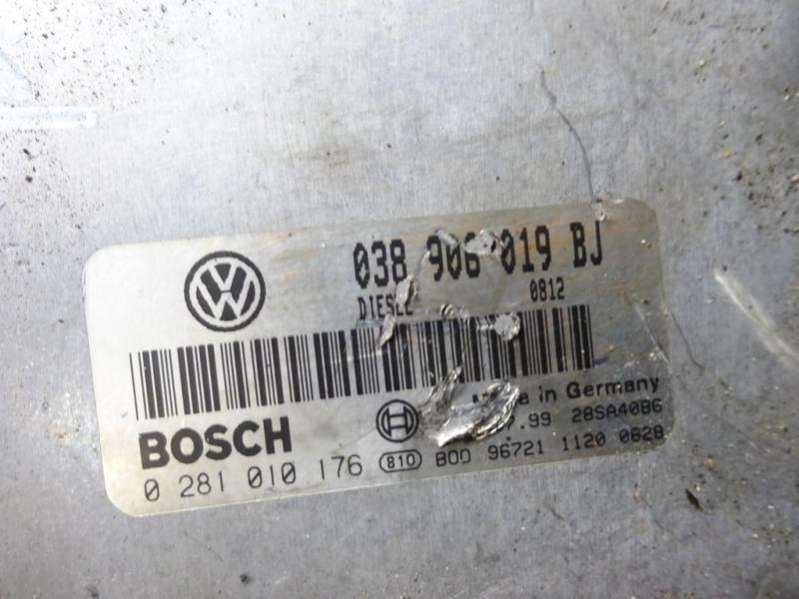 038 906 019 BJ
DIESEL 0812
in Germany
.99 28SA4086
BOSCH
0 281 010 176 810 800 96721 1120 0628